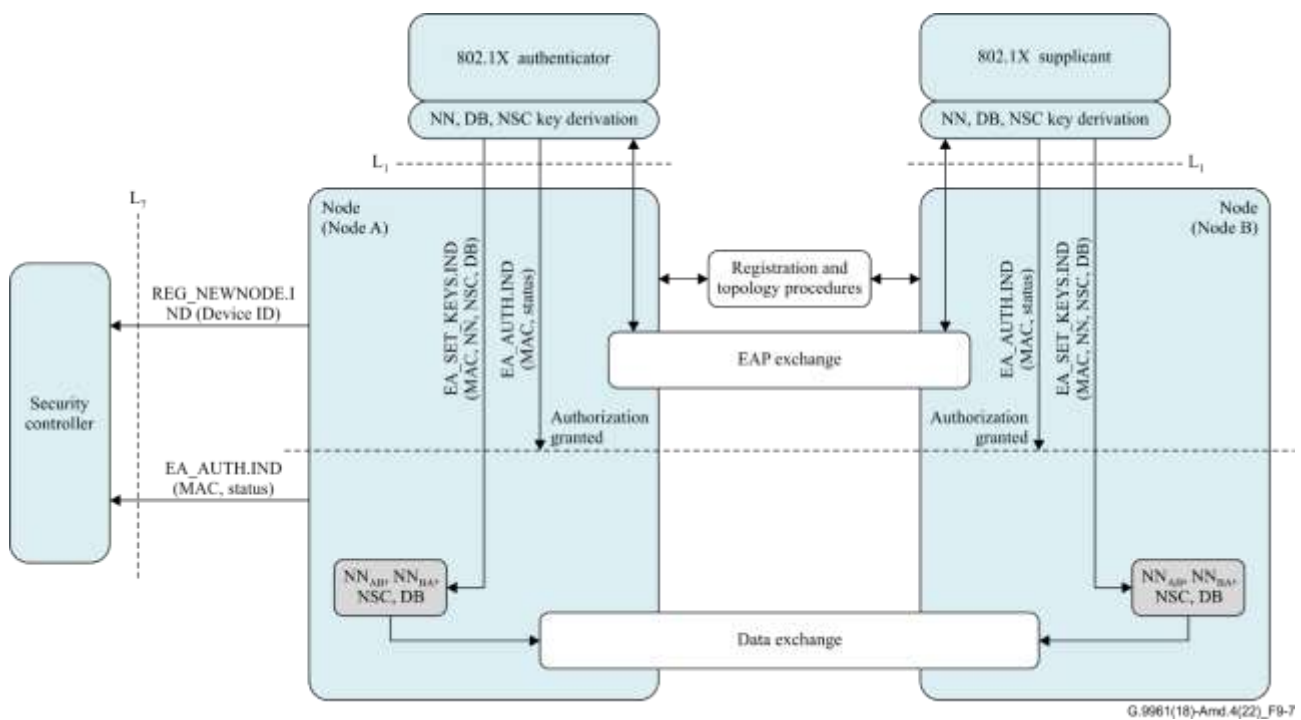 802.1X authenticator
802.1X supplicant
NN, DB, NSC key derivation
NN, DB, NSC key derivation
L1
L1
L7
Node
(Node A)
Node
(Node B)
EA_SET_KEYS.IND
(MAC, NN, NSC, DB)
EA_AUTH.IND
(MAC, status)
Registration and
topology procedures
EA_AUTH.IND
(MAC, status)
EA_SET_KEYS.IND
(MAC, NN, NSC, DB)
REG_NEWNODE.I
ND (Device ID)
EAP exchange
Security
controller
Authorization
granted
Authorization
granted
EA_AUTH.IND
(MAC, status)
NNAB, NNBA,
NSC, DB
NNAB, NNBA,
NSC, DB
Data exchange
G.9961(18)-Amd.4(22)_F9-7